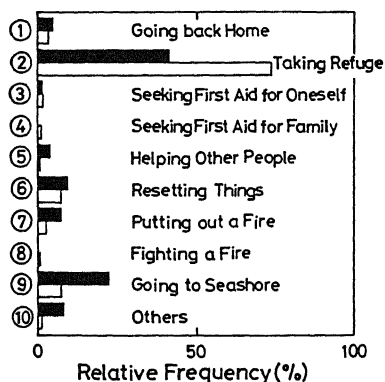 ① Going back Home
② Taking Refuge
③ Seeking First Aid for Oneself
④ Seeking First Aid for Family
⑤ Helping Other People
⑥ Resetting Things
⑦ Putting out a Fire
⑧ Fighting a Fire
⑨ Going to Seashore
⑩ Others
0 50 100
Relative Frequency (%)